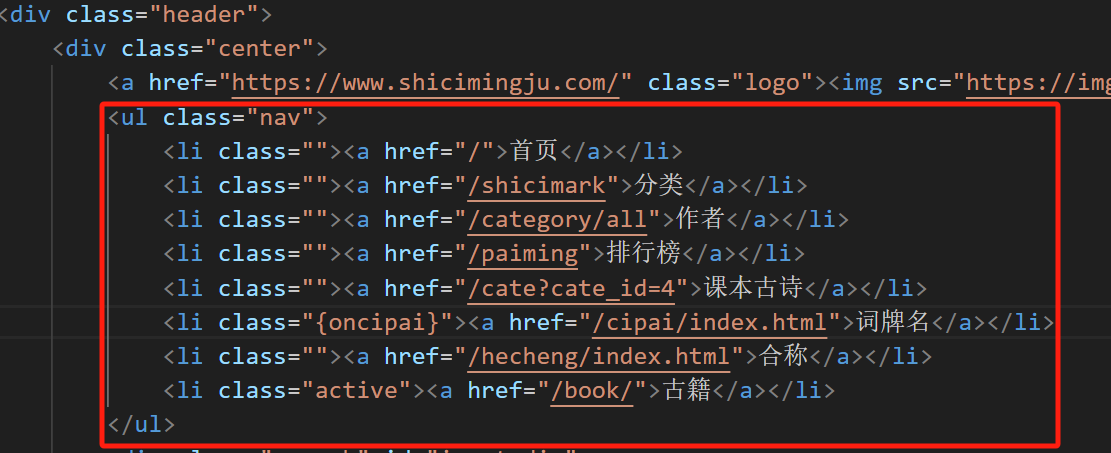 <div class="header">
<div class="center">
<a href="https://www.shicimingju.com/" class="logo"><img src="https://img
<ul class="nav">
<li class=""><a href="/">首页</a></li>
<li class=""><a href="/shicimark">分类</a></li>
<li class=""><a href="/category/all">作者</a></li>
<li class=""><a href="/paiming">排行榜</a></li>
<li class=""><a href="/cate?cate_id=4">课本古诗</a></li>
<li class="{oncipai}"><a href="/cipai/index.html">词牌名</a></li>
<li class=""><a href="/hecheng/index.html">合称</a></li>
<li class="active"><a href="/book/">古籍</a></li>
</ul>